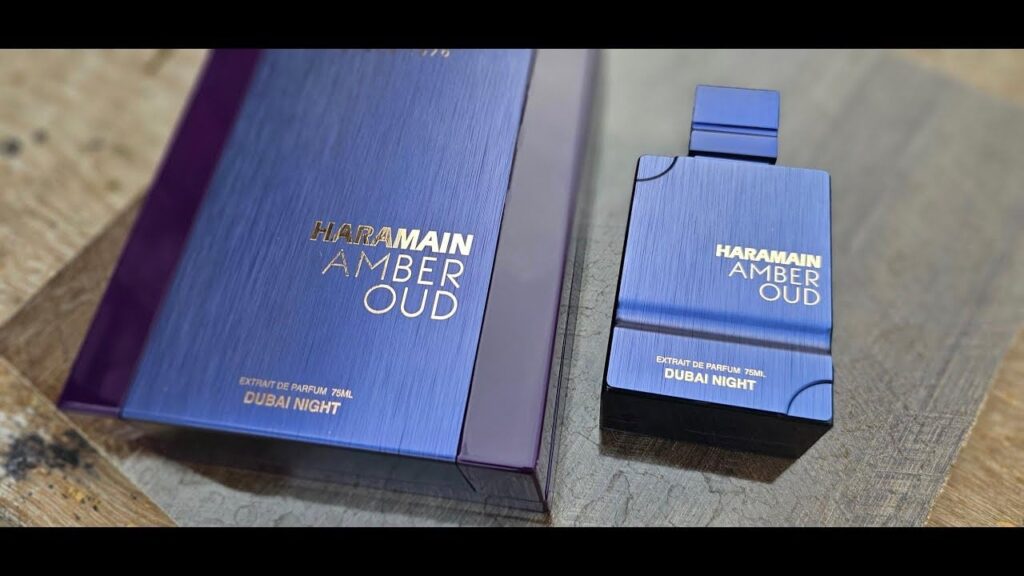 HARAMAIN
AMBER
OUD
EXTRAIT DE PARFUM 75ML
DUBAI NIGHT
HARAMAIN
AMBER
OUD
EXTRAIT DE PARFUM 75ML
DUBAI NIGHT